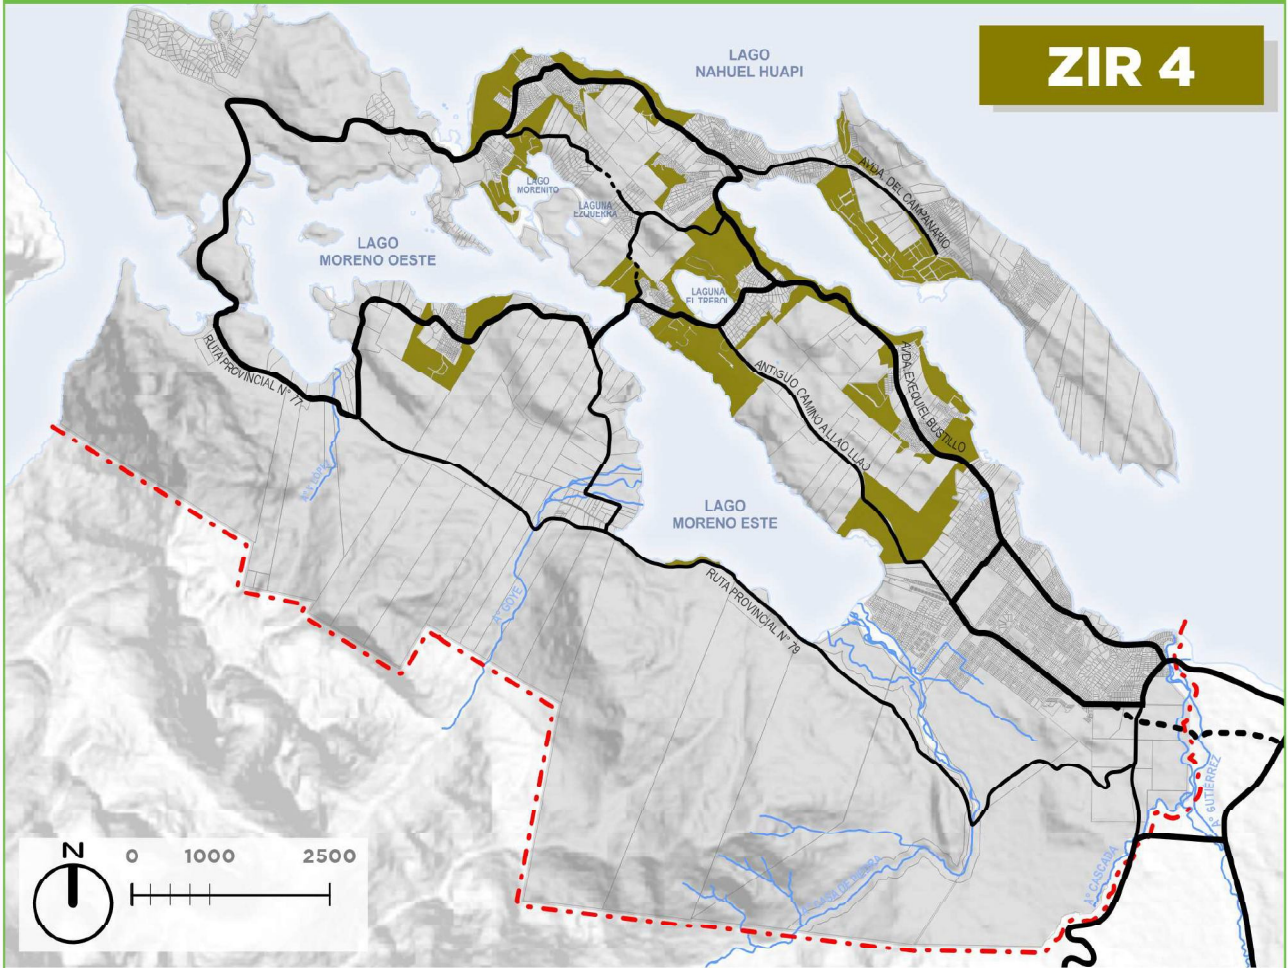 ZIR 4
LAGO
NAHUEL HUAPI
AVDA. DEL CAMPANARIO
LAGO
MORENITO
LAGUNA
EZQUERRA
LAGO
MORENO OESTE
LAGUNA
EL TREBOL
RUTA PROVINCIAL N° 77
ANTIGUO CAMINO A LLAO LLAO
AVDA. EXEQUIEL BUSTILLO
A° LOPEZ
LAGO
MORENO ESTE
A° GOYE
RUTA PROVINCIAL N° 79
A° GUTIERREZ
A° CASCADA
N
0 1000 2500